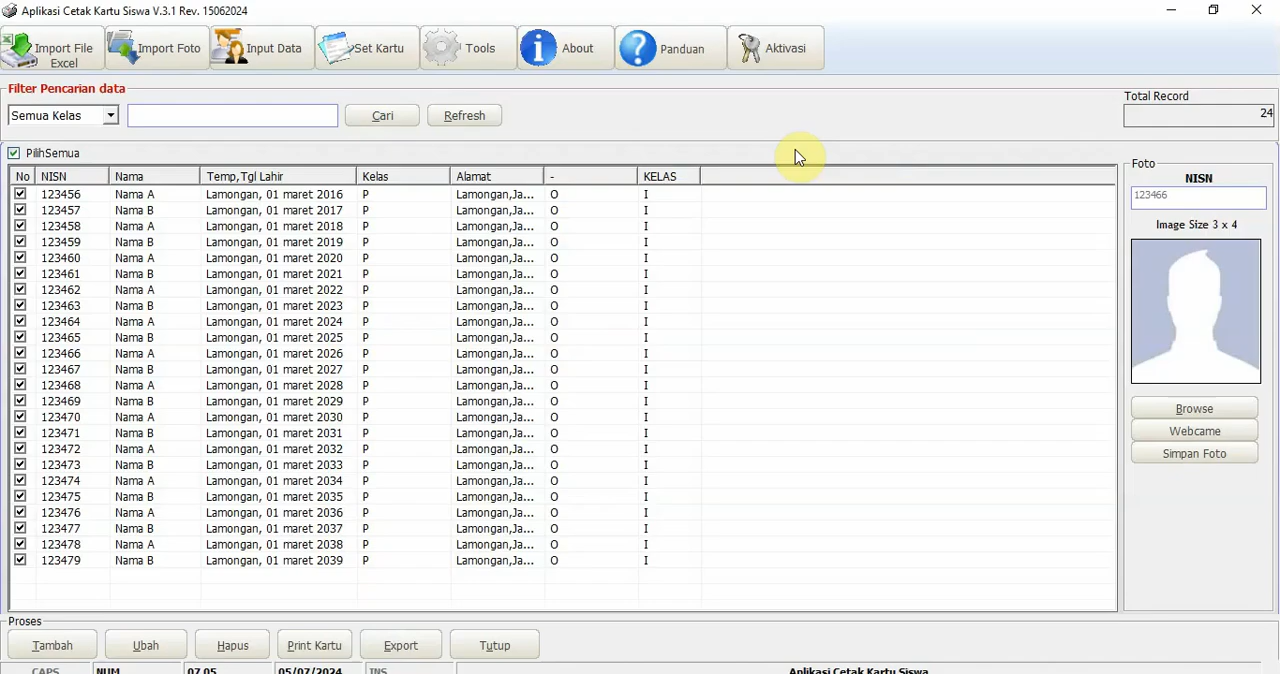 Aplikasi Cetak Kartu Siswa V.3.1 Rev. 15062024
Import File Excel Import Foto Input Data Set Kartu Tools About Panduan Aktivasi
Filter Pencarian data
Semua Kelas Cari Refresh
Total Record
24
PilihSemua
No NISN Nama Temp,Tgl Lahir Kelas Alamat - KELAS
123456 Nama A Lamongan, 01 maret 2016 P Lamongan,Ja... O I
123457 Nama B Lamongan, 01 maret 2017 P Lamongan,Ja... O I
123458 Nama A Lamongan, 01 maret 2018 P Lamongan,Ja... O I
123459 Nama B Lamongan, 01 maret 2019 P Lamongan,Ja... O I
123460 Nama A Lamongan, 01 maret 2020 P Lamongan,Ja... O I
123461 Nama B Lamongan, 01 maret 2021 P Lamongan,Ja... O I
123462 Nama A Lamongan, 01 maret 2022 P Lamongan,Ja... O I
123463 Nama B Lamongan, 01 maret 2023 P Lamongan,Ja... O I
123464 Nama A Lamongan, 01 maret 2024 P Lamongan,Ja... O I
123465 Nama B Lamongan, 01 maret 2025 P Lamongan,Ja... O I
123466 Nama A Lamongan, 01 maret 2026 P Lamongan,Ja... O I
123467 Nama B Lamongan, 01 maret 2027 P Lamongan,Ja... O I
123468 Nama A Lamongan, 01 maret 2028 P Lamongan,Ja... O I
123469 Nama B Lamongan, 01 maret 2029 P Lamongan,Ja... O I
123470 Nama A Lamongan, 01 maret 2030 P Lamongan,Ja... O I
123471 Nama B Lamongan, 01 maret 2031 P Lamongan,Ja... O I
123472 Nama A Lamongan, 01 maret 2032 P Lamongan,Ja... O I
123473 Nama B Lamongan, 01 maret 2033 P Lamongan,Ja... O I
123474 Nama A Lamongan, 01 maret 2034 P Lamongan,Ja... O I
123475 Nama B Lamongan, 01 maret 2035 P Lamongan,Ja... O I
123476 Nama A Lamongan, 01 maret 2036 P Lamongan,Ja... O I
123477 Nama B Lamongan, 01 maret 2037 P Lamongan,Ja... O I
123478 Nama A Lamongan, 01 maret 2038 P Lamongan,Ja... O I
123479 Nama B Lamongan, 01 maret 2039 P Lamongan,Ja... O I
Foto
NISN
123466
Image Size 3 x 4
Browse
Webcame
Simpan Foto
Proses
Tambah Ubah Hapus Print Kartu Export Tutup
CAPS NUM 07.05 05/07/2024 INS Aplikasi Cetak Kartu Siswa